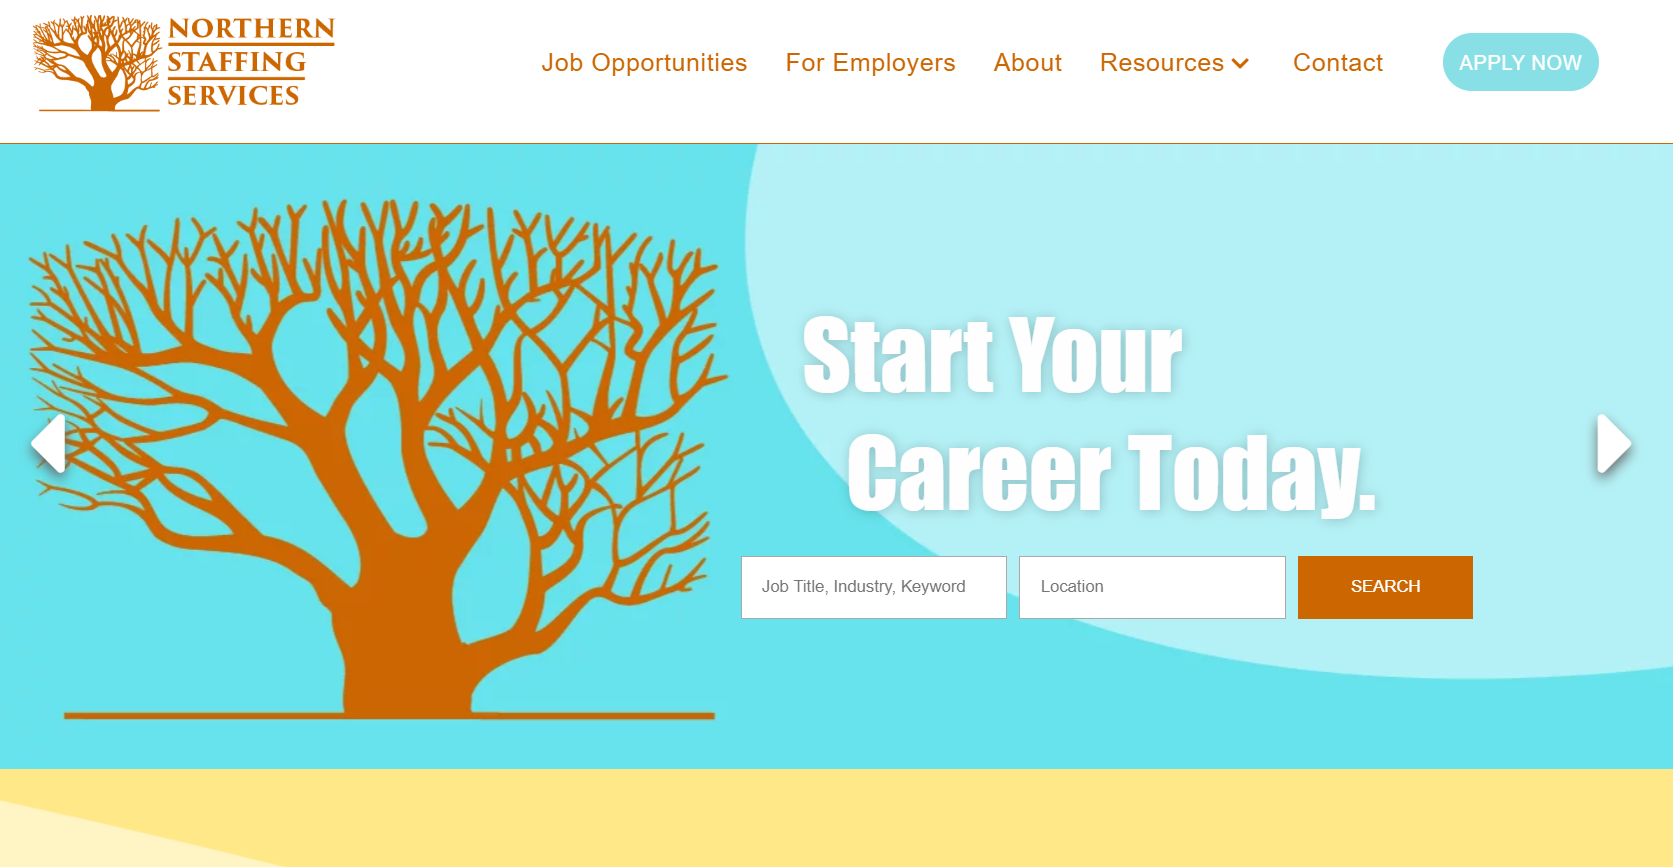 NORTHERN
STAFFING
SERVICES
Job Opportunities For Employers About Resources Contact APPLY NOW
Start Your
Career Today.
Job Title, Industry, Keyword Location SEARCH